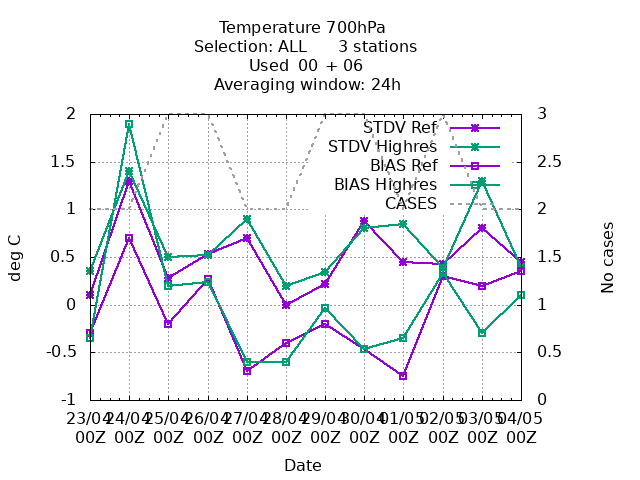 Temperature 700hPa
Selection: ALL 3 stations
Used 00 + 06
Averaging window: 24h
STDV Ref
STDV Highres
BIAS Ref
BIAS Highres
CASES
deg C
2
1.5
1
0.5
0
-0.5
-1
No cases
3
2.5
2
1.5
1
0.5
0
23/04 24/04 25/04 26/04 27/04 28/04 29/04 30/04 01/05 02/05 03/05 04/05
00Z 00Z 00Z 00Z 00Z 00Z 00Z 00Z 00Z 00Z 00Z 00Z
Date